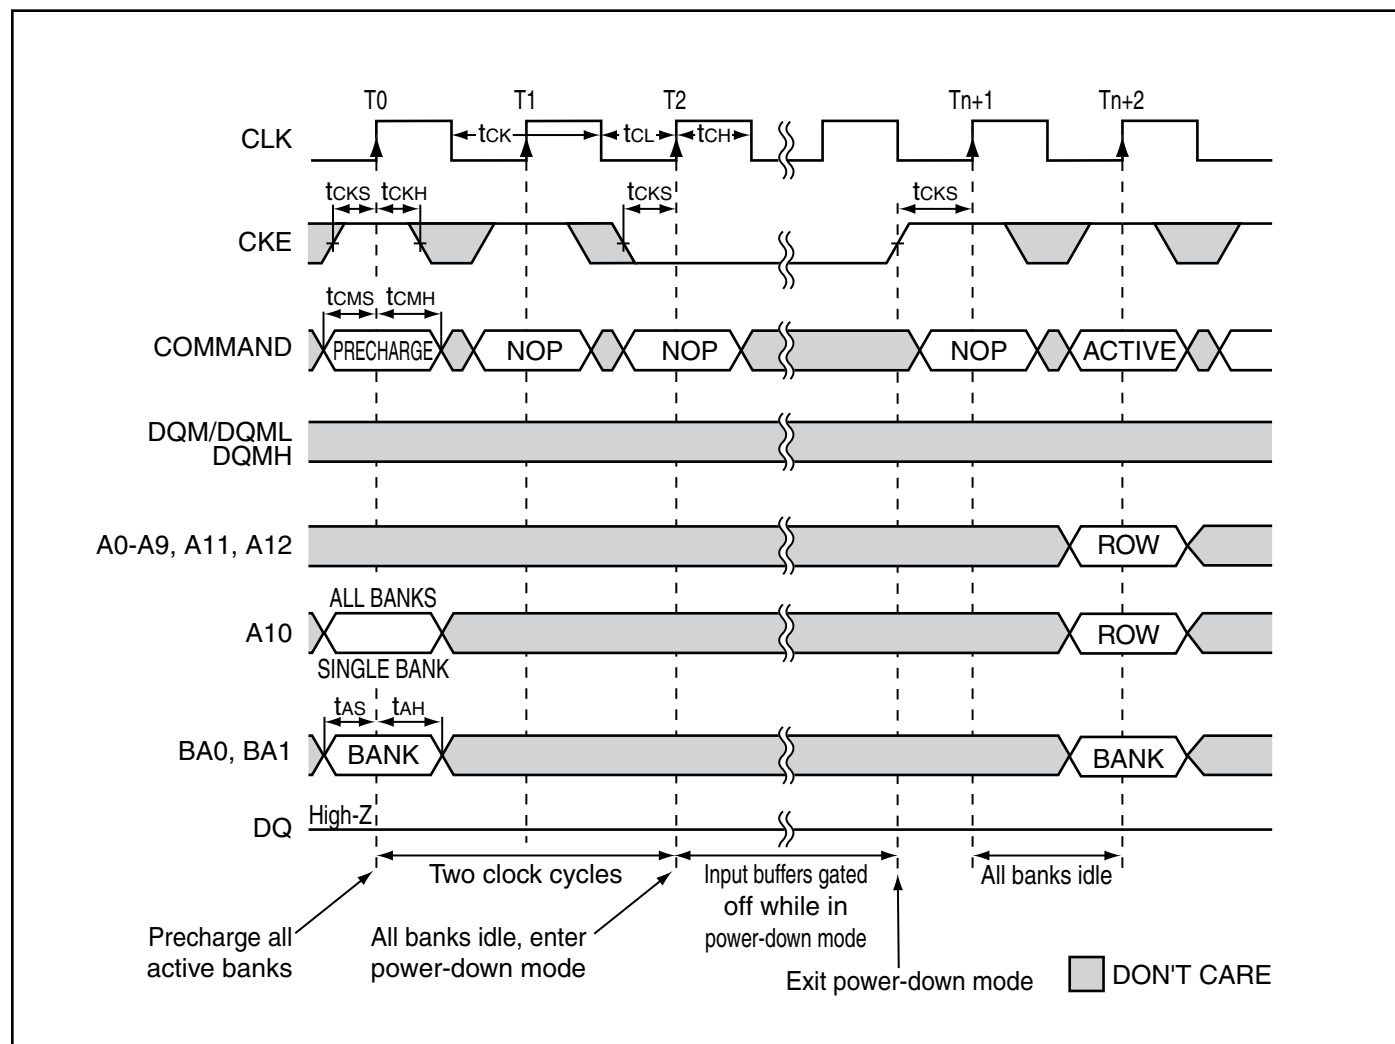 T0 T1 T2 Tn+1 Tn+2
CLK tCK tCL tCH
tCKS tCKH tCKS tCKS
CKE
tCMS tCMH
COMMAND PRECHARGE NOP NOP NOP ACTIVE
DQM/DQML
DQMH
A0-A9, A11, A12 ROW
ALL BANKS
A10 ROW
SINGLE BANK
tAS tAH
BA0, BA1 BANK BANK
High-Z
DQ
Two clock cycles
Input buffers gated
off while in
power-down mode
All banks idle
Precharge all
active banks
All banks idle, enter
power-down mode
Exit power-down mode
DON'T CARE